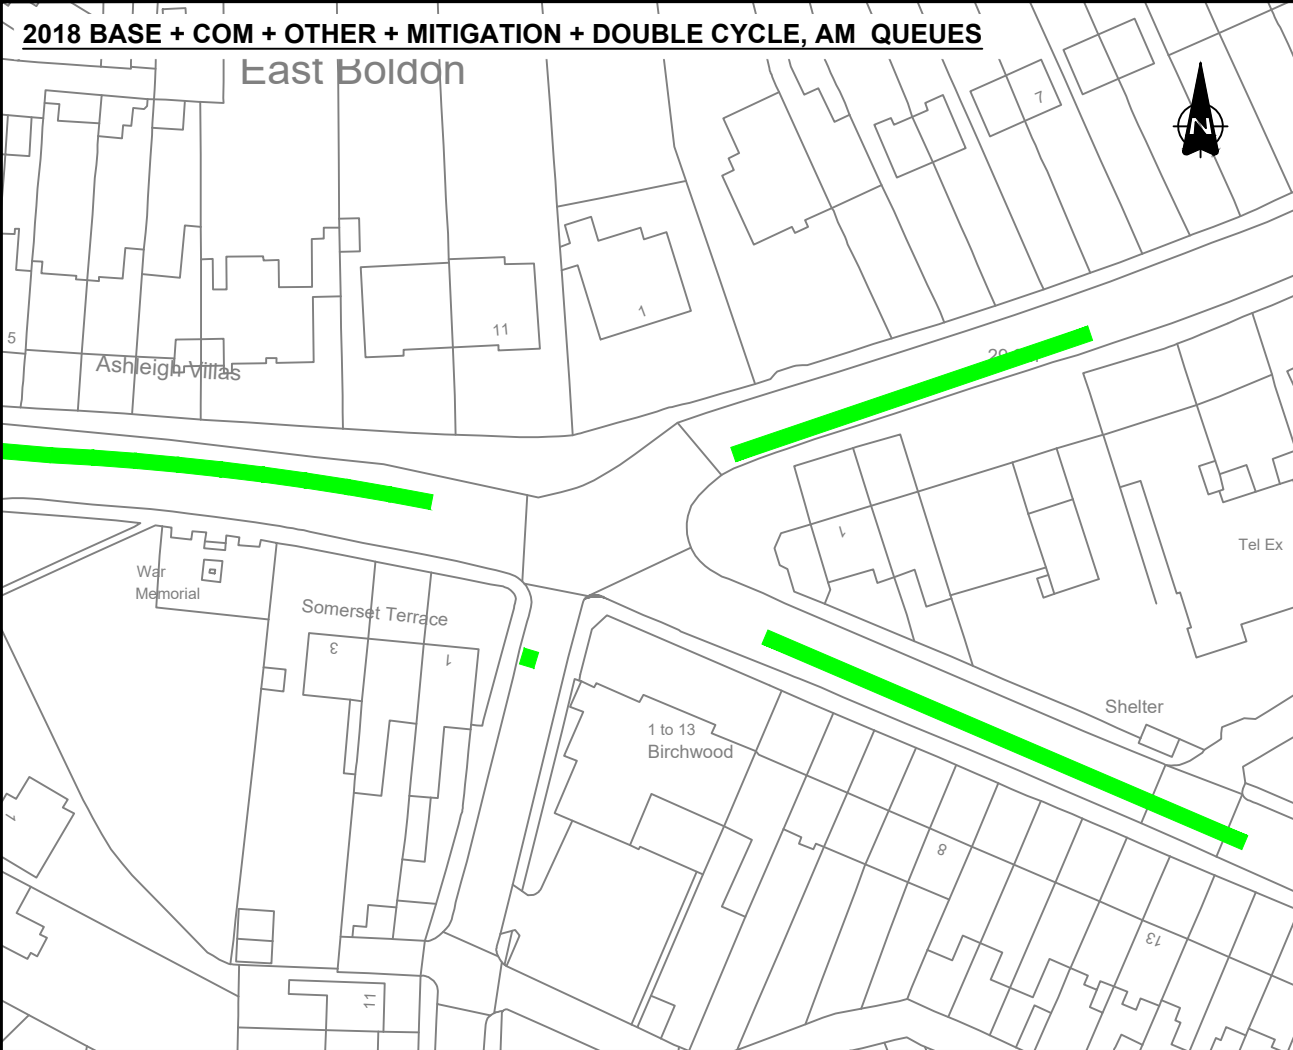 2018 BASE + COM + OTHER + MITIGATION + DOUBLE CYCLE, AM QUEUES
East Boldon
N
7
1
11
5
Ashleigh Villas
1
Tel Ex
War
Memorial
Somerset Terrace
3
1
Shelter
1 to 13
Birchwood
1
8
13
11